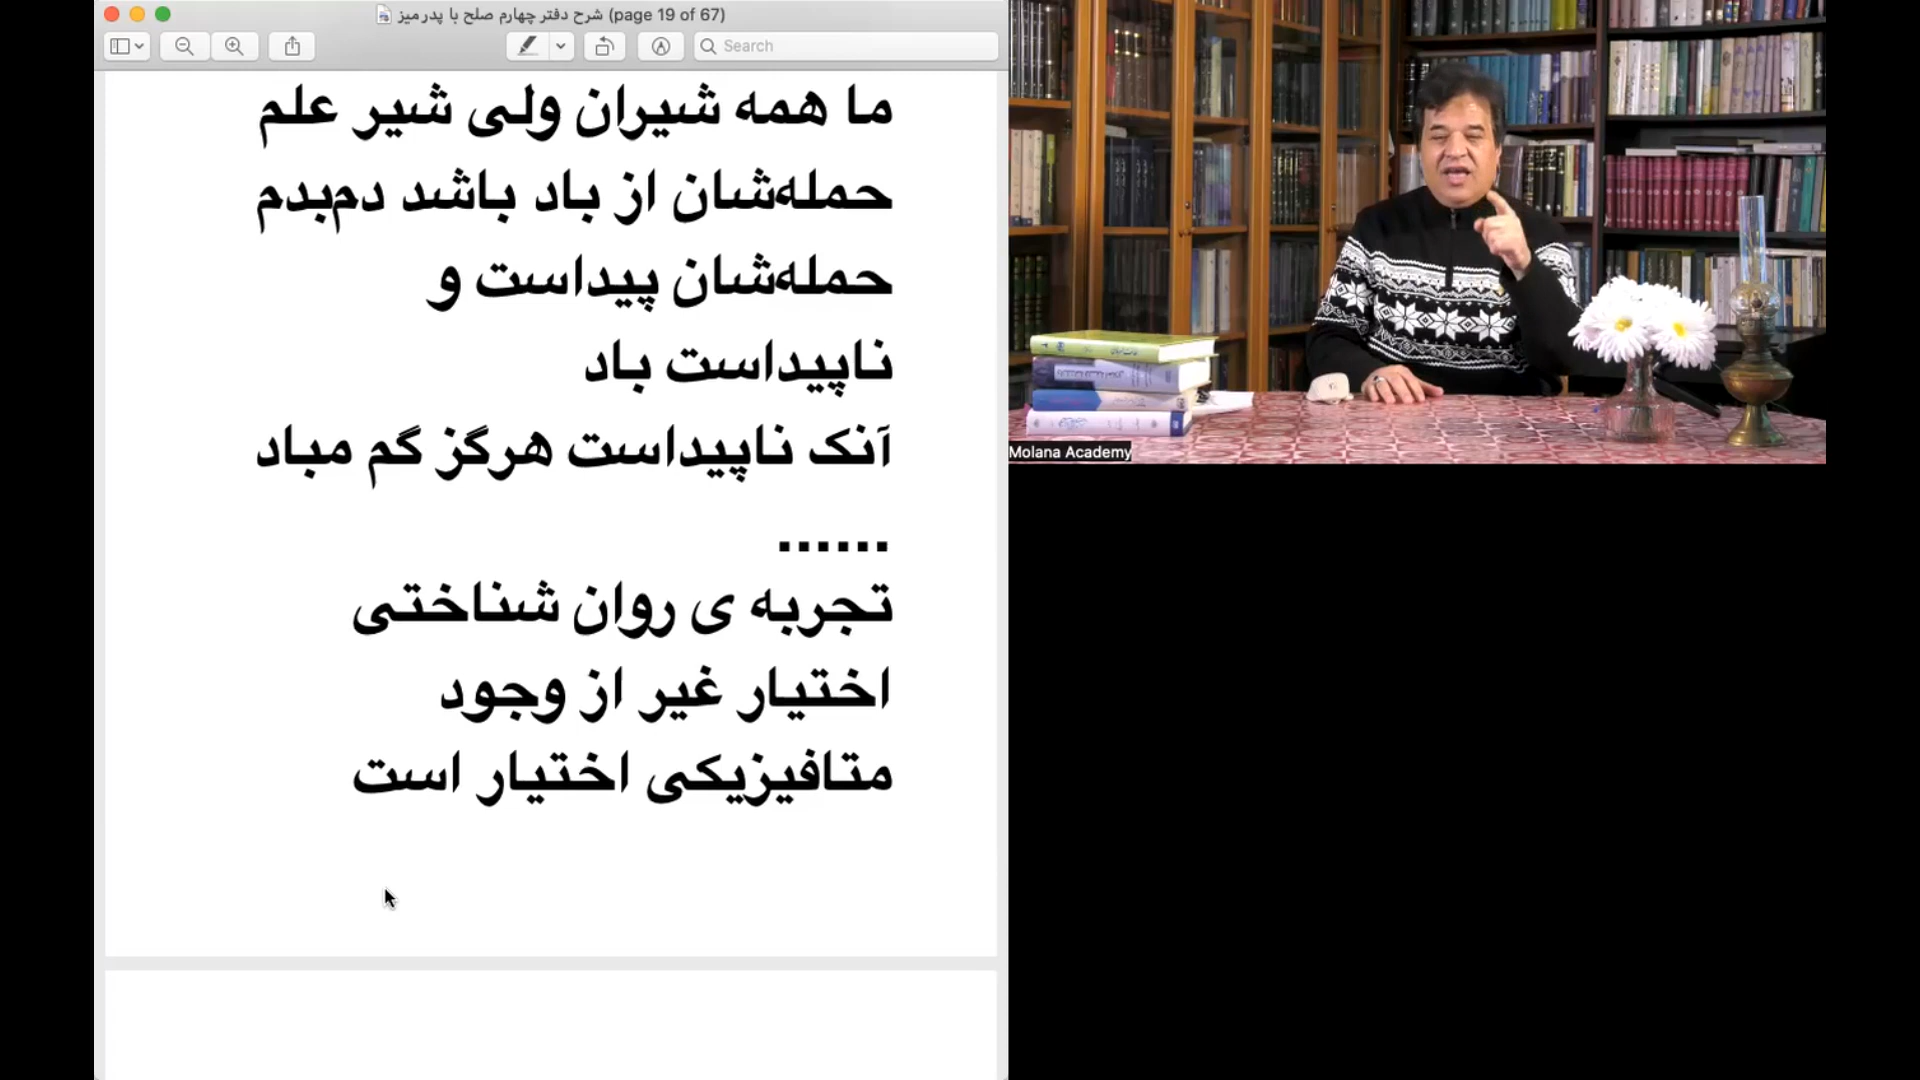 شرح دفتر چهارم صلح با پدر میز (page 19 of 67)
Search
ما همه شیران ولی شیر علم
حمله‌شان از باد باشد دم‌بدم
حمله‌شان پیداست و
ناپیداست باد
آنک ناپیداست هرگز گم مباد
......
تجربه ی روان شناختی
اختیار غیر از وجود
متافیزیکی اختیار است
Molana Academy